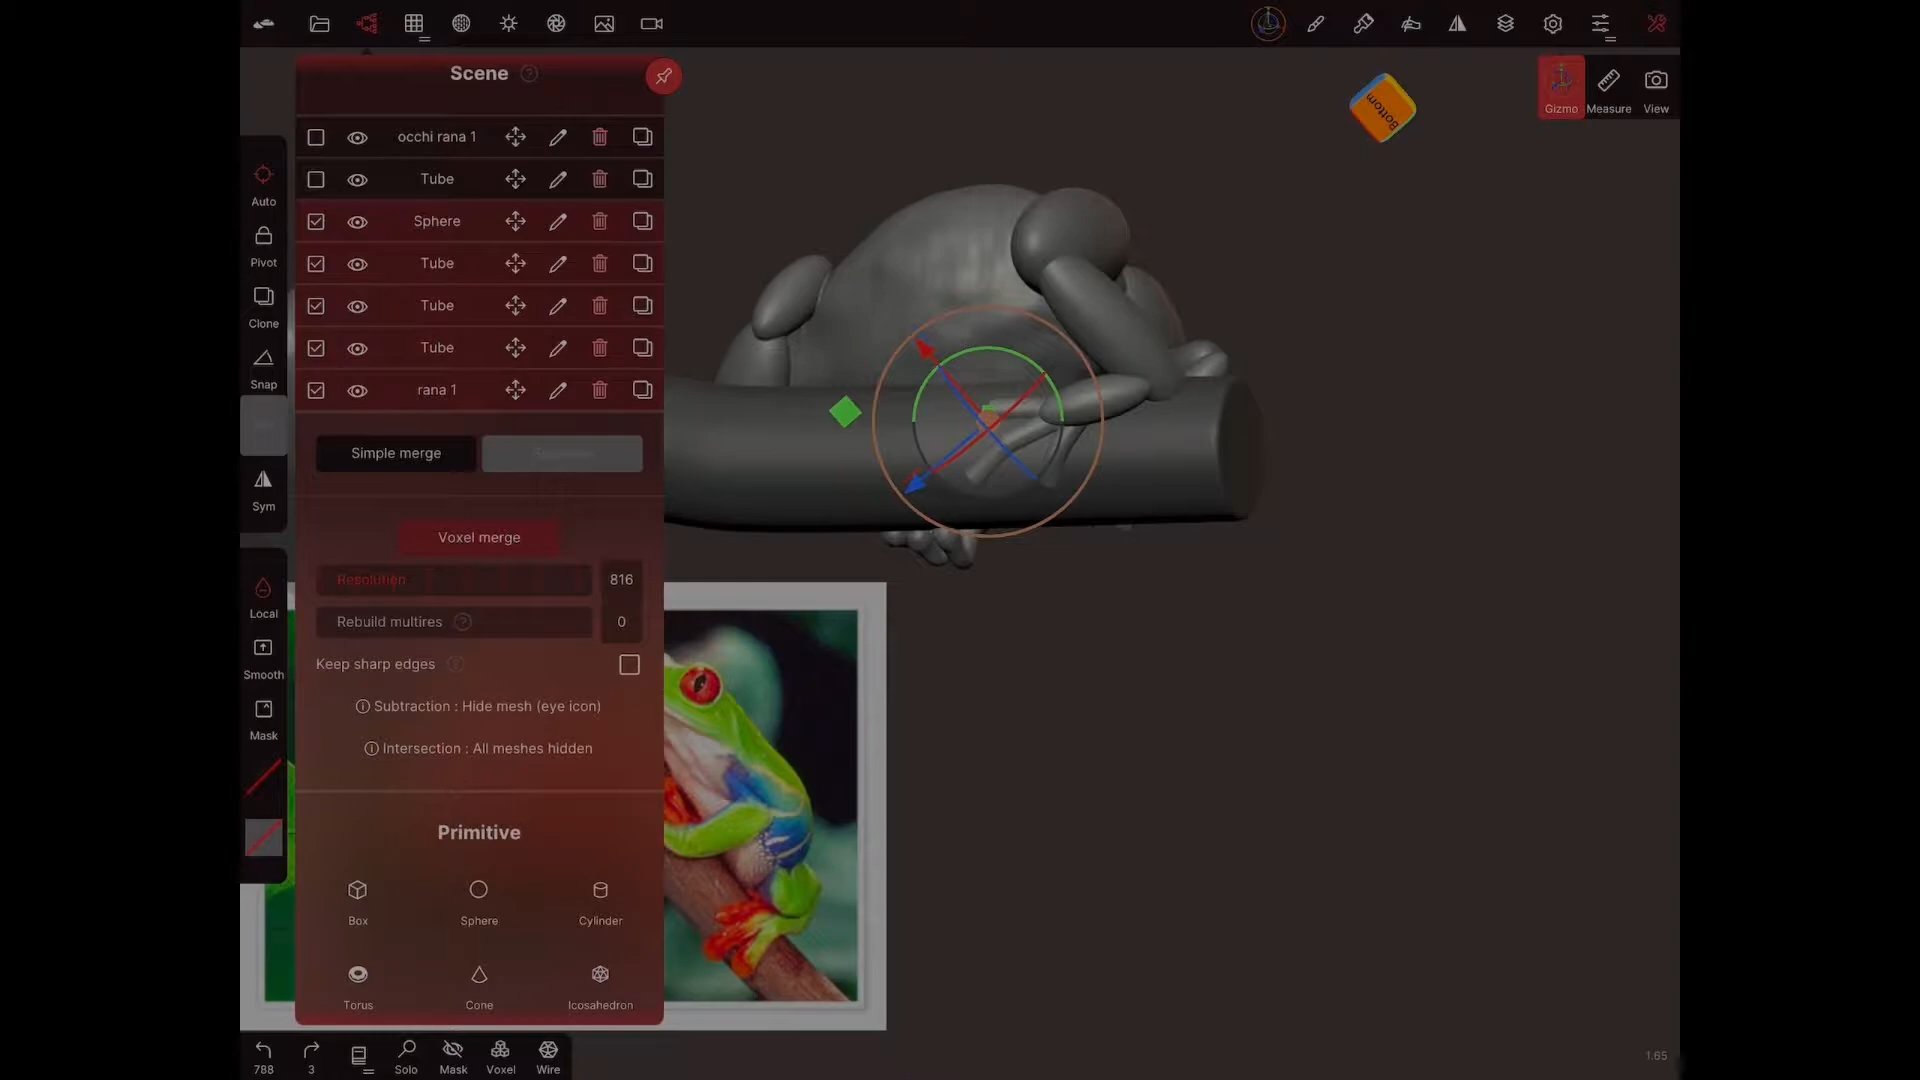 Scene
occhi rana 1
Tube
Sphere
Tube
Tube
Tube
rana 1
Simple merge
Voxel merge
Resolution 816
Rebuild multires 0
Keep sharp edges
Subtraction : Hide mesh (eye icon)
Intersection : All meshes hidden
Primitive
Box Sphere Cylinder
Torus Cone Icosahedron
Auto
Pivot
Clone
Snap
Sym
Local
Smooth
Mask
788 3 Solo Mask Voxel Wire
Bottom
Gizmo Measure View
1.65